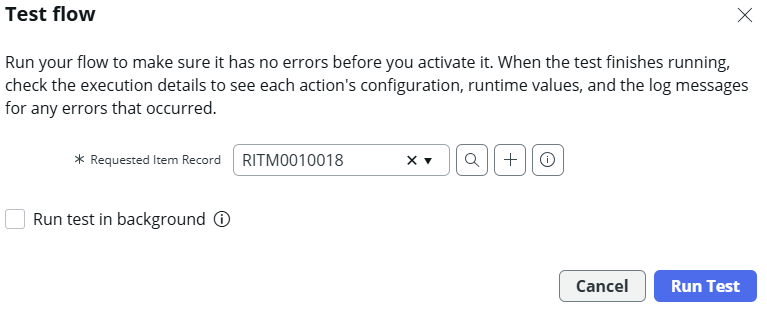 Test flow
Run your flow to make sure it has no errors before you activate it. When the test finishes running,
check the execution details to see each action's configuration, runtime values, and the log messages
for any errors that occurred.
* Requested Item Record RITM0010018
Run test in background
Cancel Run Test